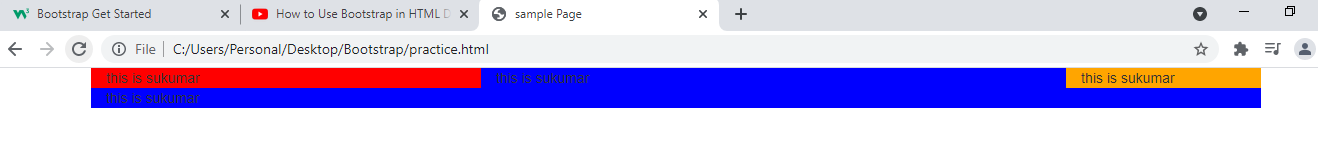 Bootstrap Get Started
How to Use Bootstrap in HTML D
sample Page
File C:/Users/Personal/Desktop/Bootstrap/practice.html
this is sukumar this is sukumar this is sukumar
this is sukumar